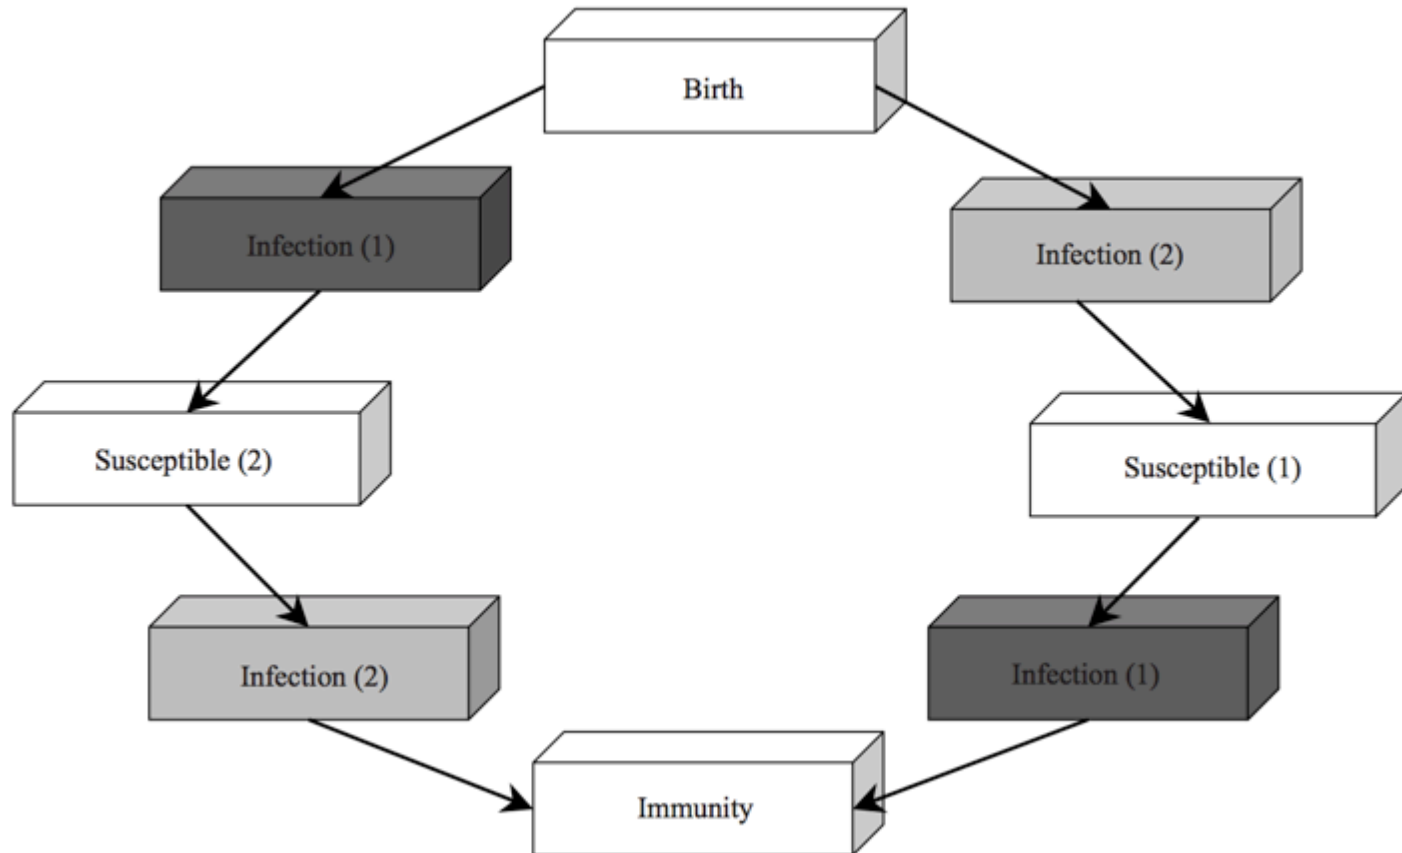 Birth
Infection (1)
Infection (2)
Susceptible (2)
Susceptible (1)
Infection (2)
Infection (1)
Immunity